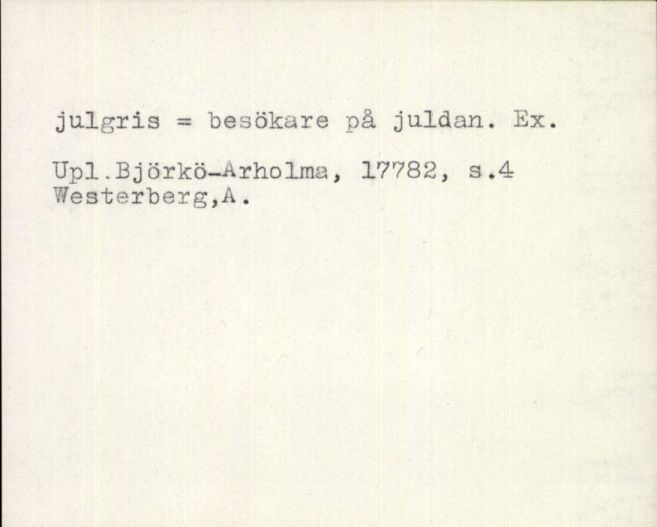 julgris = besökare på juldan. Ex.
Upl.Björkö-Arholma, 17782, s.4
Westerberg,A.